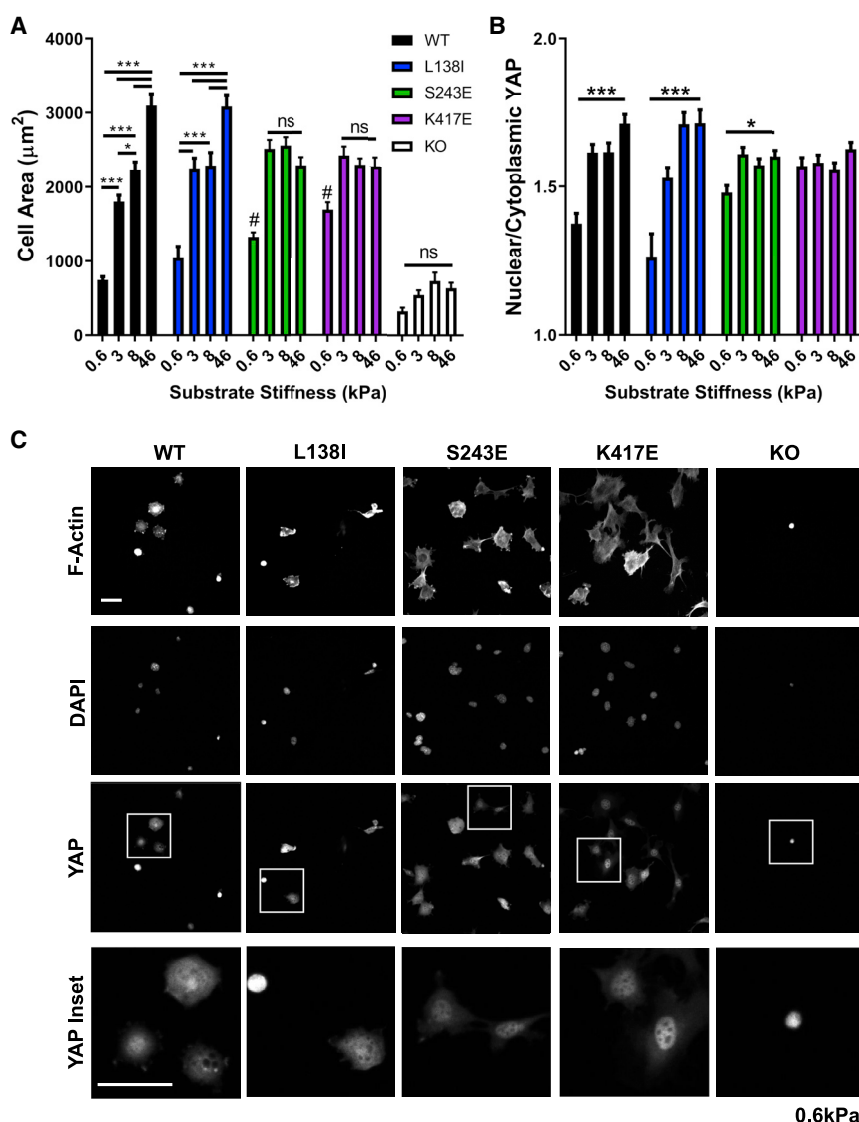 A
Cell Area (μm2)
4000
3000
2000
1000
0
***
***
*
***
***
***
ns
#
ns
#
ns
WT
L138I
S243E
K417E
KO
0.6 3 8 46 0.6 3 8 46 0.6 3 8 46 0.6 3 8 46 0.6 3 8 46
Substrate Stiffness (kPa)
B
Nuclear/Cytoplasmic YAP
2.0
1.5
1.0
***
***
*
0.6 3 8 46 0.6 3 8 46 0.6 3 8 46 0.6 3 8 46
Substrate Stiffness (kPa)
C
WT L138I S243E K417E KO
F-Actin
DAPI
YAP
YAP Inset
0.6kPa